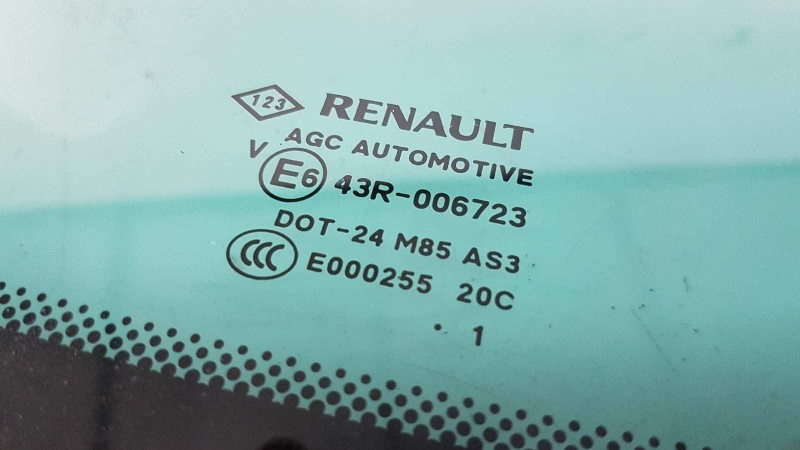 123 RENAULT
AGC AUTOMOTIVE
V E6 43R-006723
DOT-24 M85 AS3
CCC E000255 20C
. 1